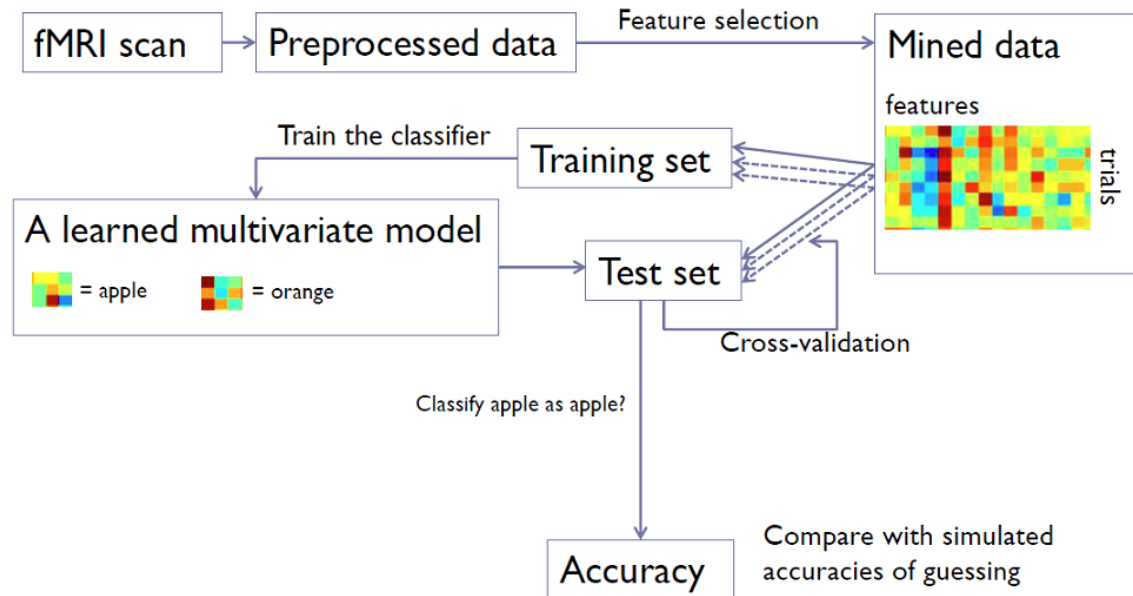 fMRI scan
Preprocessed data
Feature selection
Mined data
features
trials
Train the classifier
Training set
A learned multivariate model
= apple
= orange
Test set
Cross-validation
Classify apple as apple?
Accuracy
Compare with simulated
accuracies of guessing